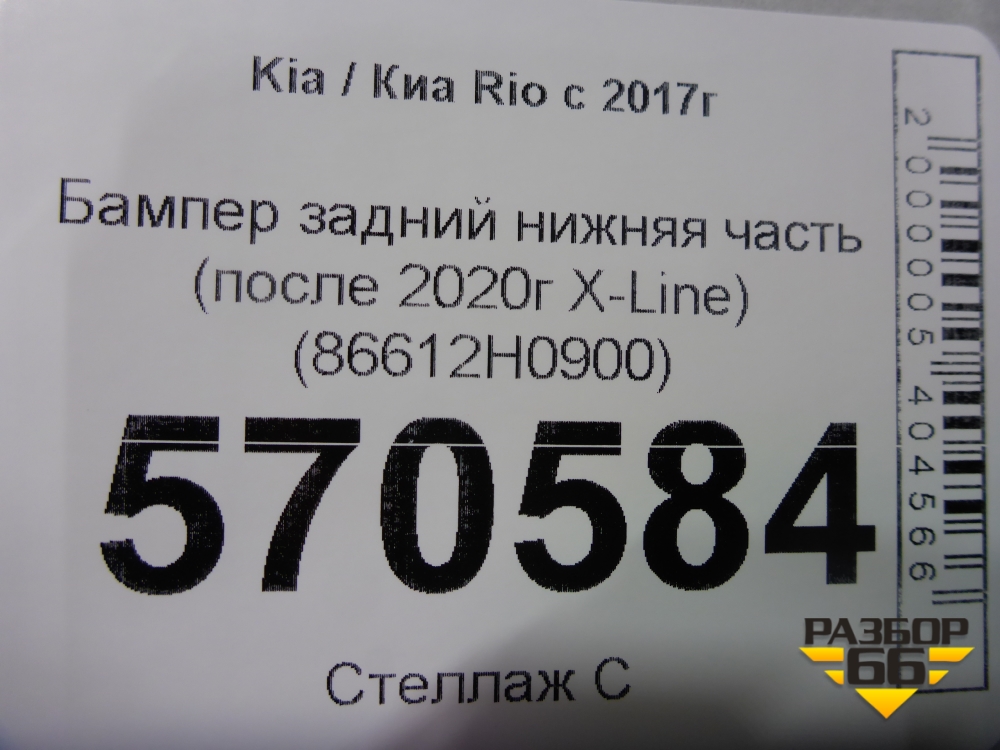 Kia / Киа Rio с 2017г
Бампер задний нижняя часть
(после 2020г X-Line)
(86612H0900)
570584
Стеллаж С
2000005404566
РАЗБОР
66